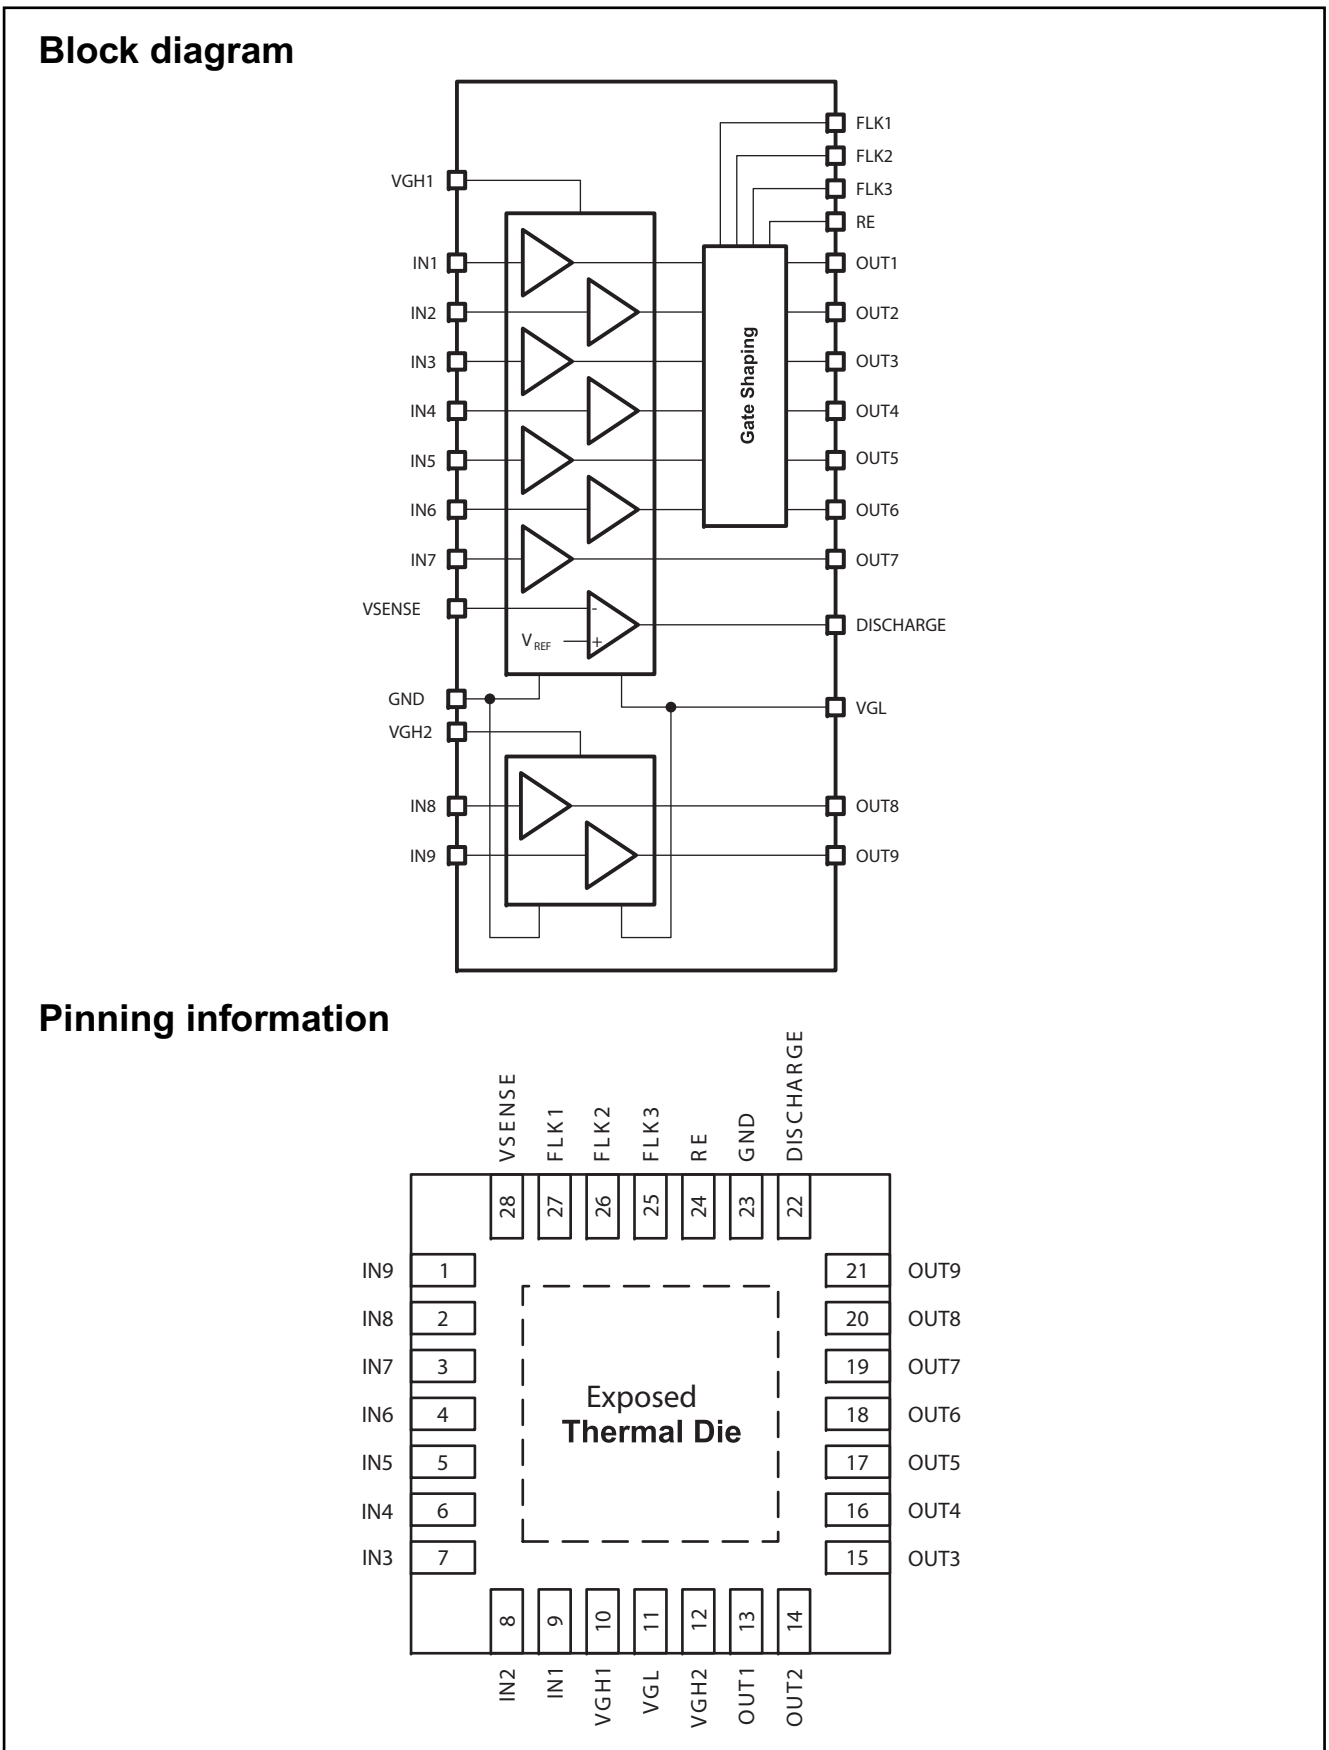 Block diagram
FLK1
FLK2
VGH1
FLK3
RE
IN1
OUT1
IN2
OUT2
IN3
OUT3
IN4
OUT4
IN5
OUT5
IN6
OUT6
Gate Shaping
IN7
OUT7
VSENSE
-
VREF
+
DISCHARGE
GND
VGL
VGH2
IN8
OUT8
IN9
OUT9
Pinning information
VSENSE
FLK1
FLK2
FLK3
RE
GND
DISCHARGE
28
27
26
25
24
23
22
IN9 1
21 OUT9
IN8 2
20 OUT8
IN7 3
19 OUT7
IN6 4
18 OUT6
IN5 5
17 OUT5
IN4 6
16 OUT4
IN3 7
15 OUT3
Exposed
Thermal Die
8
9
10
11
12
13
14
IN2
IN1
VGH1
VGL
VGH2
OUT1
OUT2